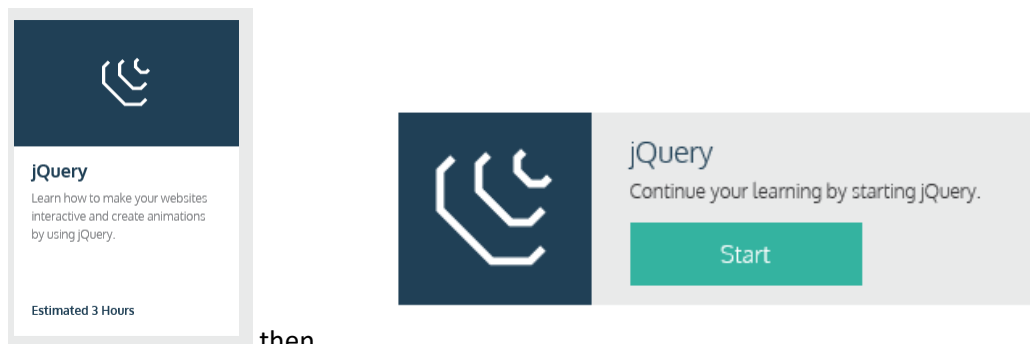 jQuery
Learn how to make your websites
interactive and create animations
by using jQuery.
Estimated 3 Hours
then
jQuery
Continue your learning by starting jQuery.
Start